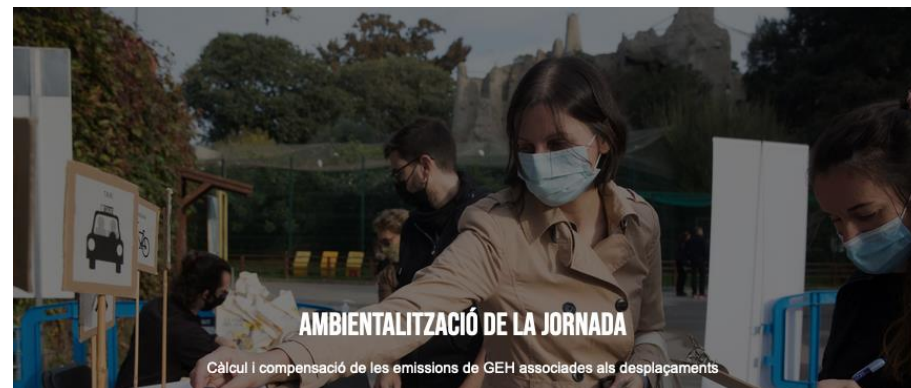 AMBIENTALITZACIÓ DE LA JORNADA
Càlcul i compensació de les emissions de GEH associades als desplaçaments